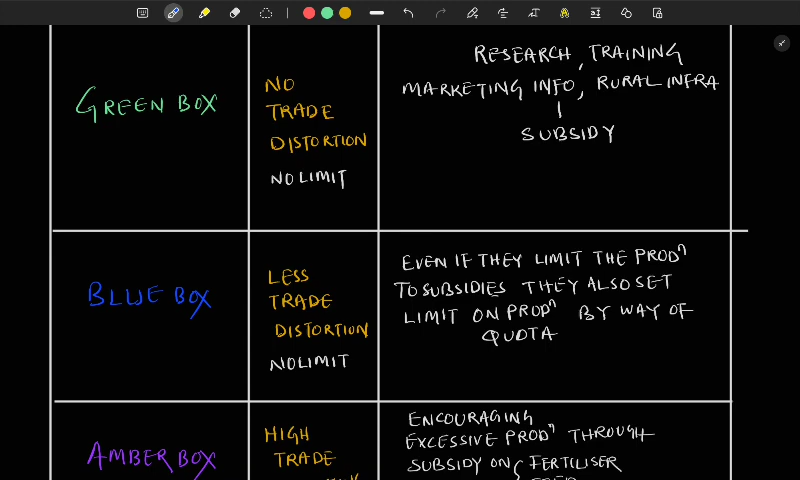 GREEN BOX
NO
TRADE
DISTORTION
NO LIMIT
RESEARCH, TRAINING
MARKETING INFO, RURAL INFRA
SUBSIDY
BLUE BOX
LESS
TRADE
DISTORTION
NO LIMIT
EVEN IF THEY LIMIT THE PRODⁿ
TO SUBSIDIES THEY ALSO SET
LIMIT ON PRODⁿ BY WAY OF
QUOTA
AMBER BOX
HIGH
TRADE
ENCOURAGING
EXCESSIVE PRODⁿ THROUGH
SUBSIDY ON { FERTILISER